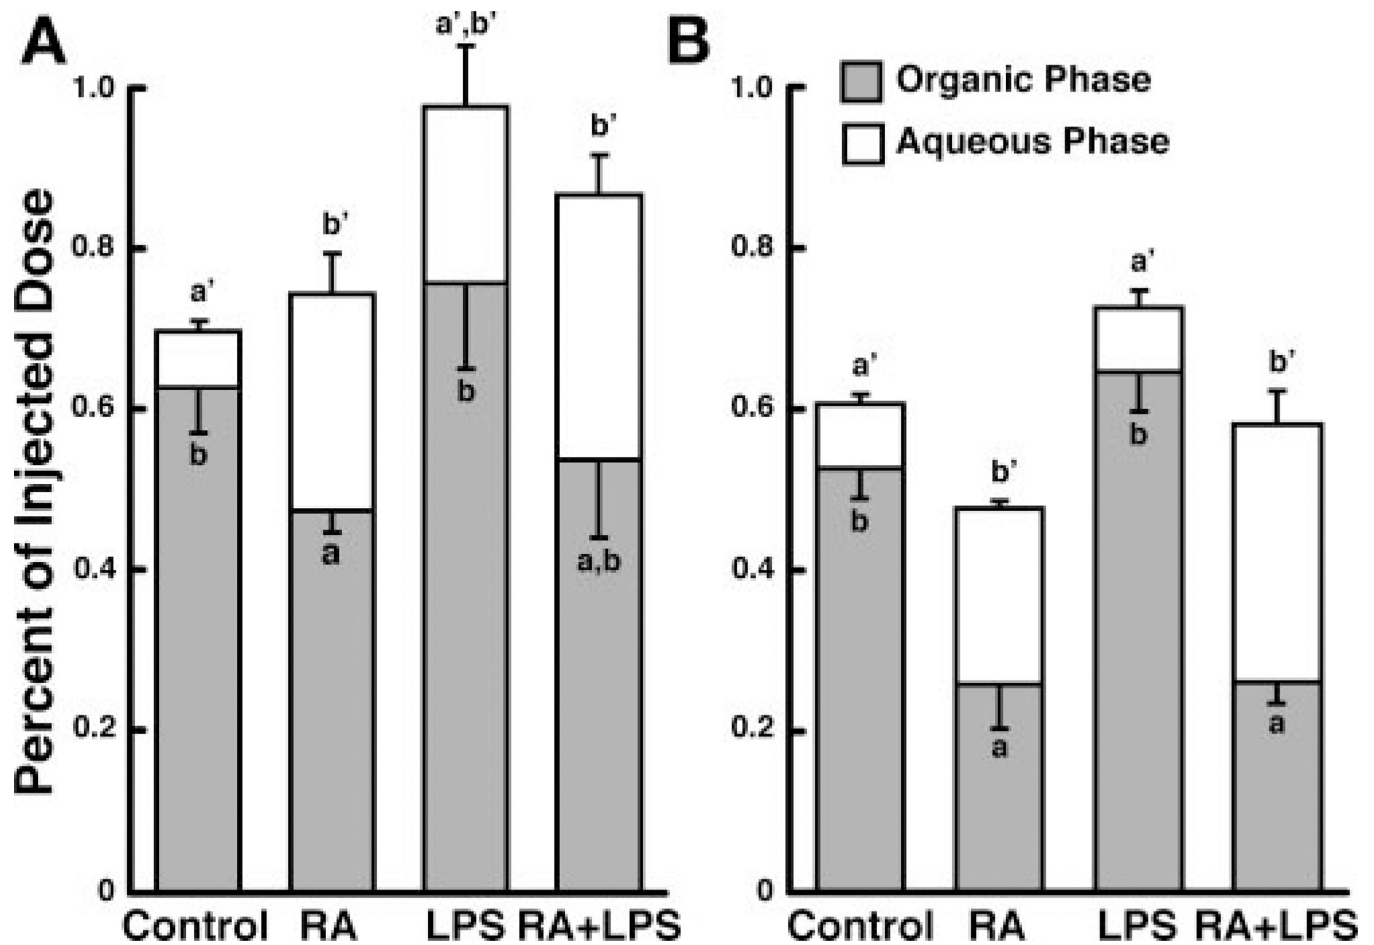 A
Percent of Injected Dose
1.0
0.8
0.6
0.4
0.2
0
a'
b
b'
a
a',b'
b
b'
a,b
Control RA LPS RA+LPS
B
Organic Phase
Aqueous Phase
1.0
0.8
0.6
0.4
0.2
0
a'
b
b'
a
a'
b
b'
a
Control RA LPS RA+LPS